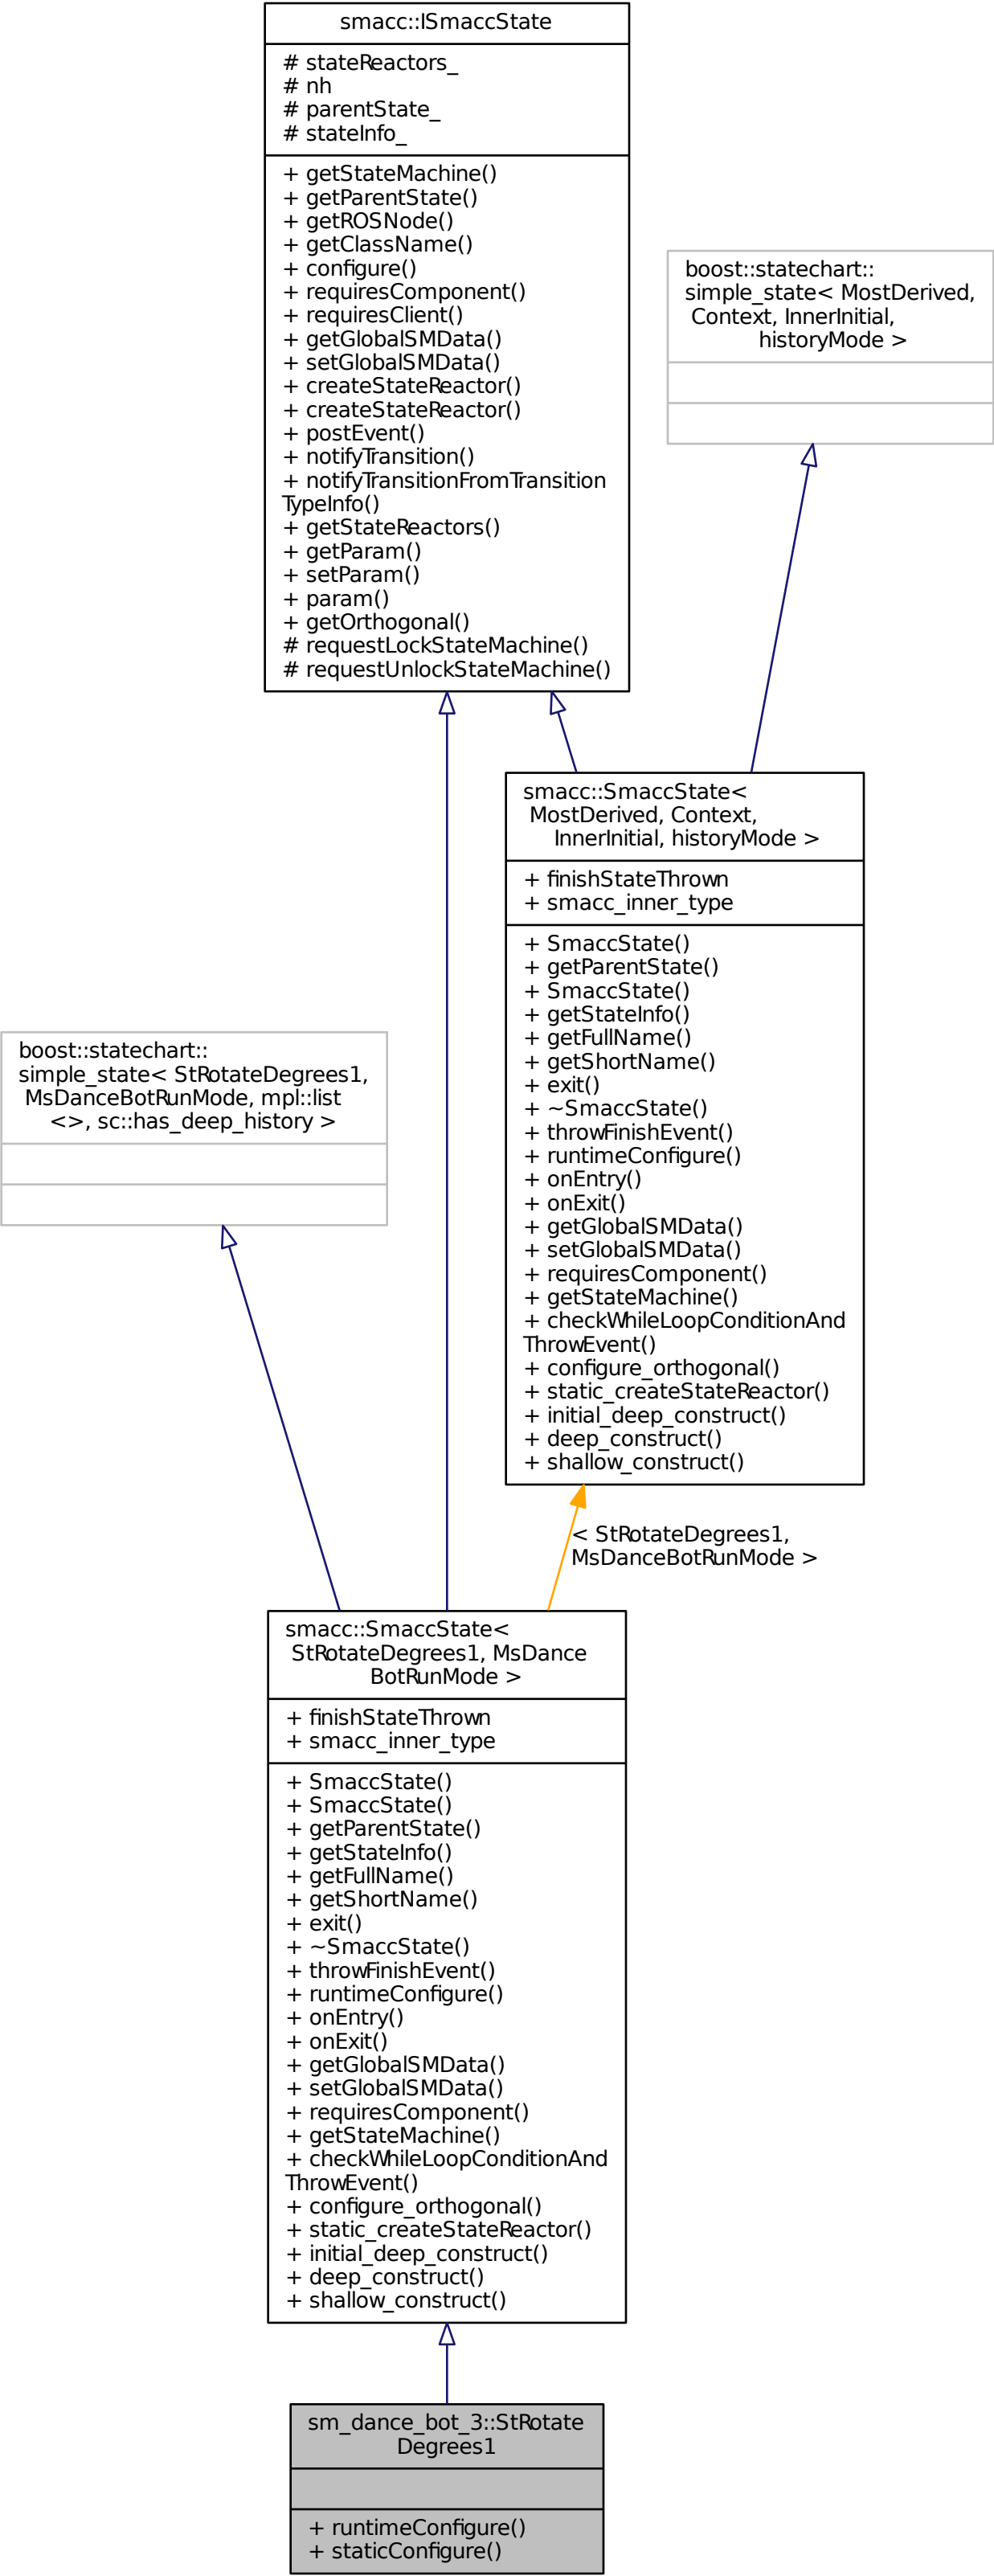 smacc::ISmaccState
# stateReactors_
# nh
# parentState_
# stateInfo_
+ getStateMachine()
+ getParentState()
+ getROSNode()
+ getClassName()
+ configure()
+ requiresComponent()
+ requiresClient()
+ getGlobalSMData()
+ setGlobalSMData()
+ createStateReactor()
+ createStateReactor()
+ postEvent()
+ notifyTransition()
+ notifyTransitionFromTransition
TypeInfo()
+ getStateReactors()
+ getParam()
+ setParam()
+ param()
+ getOrthogonal()
# requestLockStateMachine()
# requestUnlockStateMachine()
boost::statechart::
simple_state< MostDerived,
Context, InnerInitial,
historyMode >
smacc::SmaccState<
MostDerived, Context,
InnerInitial, historyMode >
+ finishStateThrown
+ smacc_inner_type
+ SmaccState()
+ getParentState()
+ SmaccState()
+ getStateInfo()
+ getFullName()
+ getShortName()
+ exit()
+ ~SmaccState()
+ throwFinishEvent()
+ runtimeConfigure()
+ onEntry()
+ onExit()
+ getGlobalSMData()
+ setGlobalSMData()
+ requiresComponent()
+ getStateMachine()
+ checkWhileLoopConditionAnd
ThrowEvent()
+ configure_orthogonal()
+ static_createStateReactor()
+ initial_deep_construct()
+ deep_construct()
+ shallow_construct()
boost::statechart::
simple_state< StRotateDegrees1,
MsDanceBotRunMode, mpl::list
<>, sc::has_deep_history >
< StRotateDegrees1,
MsDanceBotRunMode >
smacc::SmaccState<
StRotateDegrees1, MsDance
BotRunMode >
+ finishStateThrown
+ smacc_inner_type
+ SmaccState()
+ SmaccState()
+ getParentState()
+ getStateInfo()
+ getFullName()
+ getShortName()
+ exit()
+ ~SmaccState()
+ throwFinishEvent()
+ runtimeConfigure()
+ onEntry()
+ onExit()
+ getGlobalSMData()
+ setGlobalSMData()
+ requiresComponent()
+ getStateMachine()
+ checkWhileLoopConditionAnd
ThrowEvent()
+ configure_orthogonal()
+ static_createStateReactor()
+ initial_deep_construct()
+ deep_construct()
+ shallow_construct()
sm_dance_bot_3::StRotate
Degrees1
+ runtimeConfigure()
+ staticConfigure()